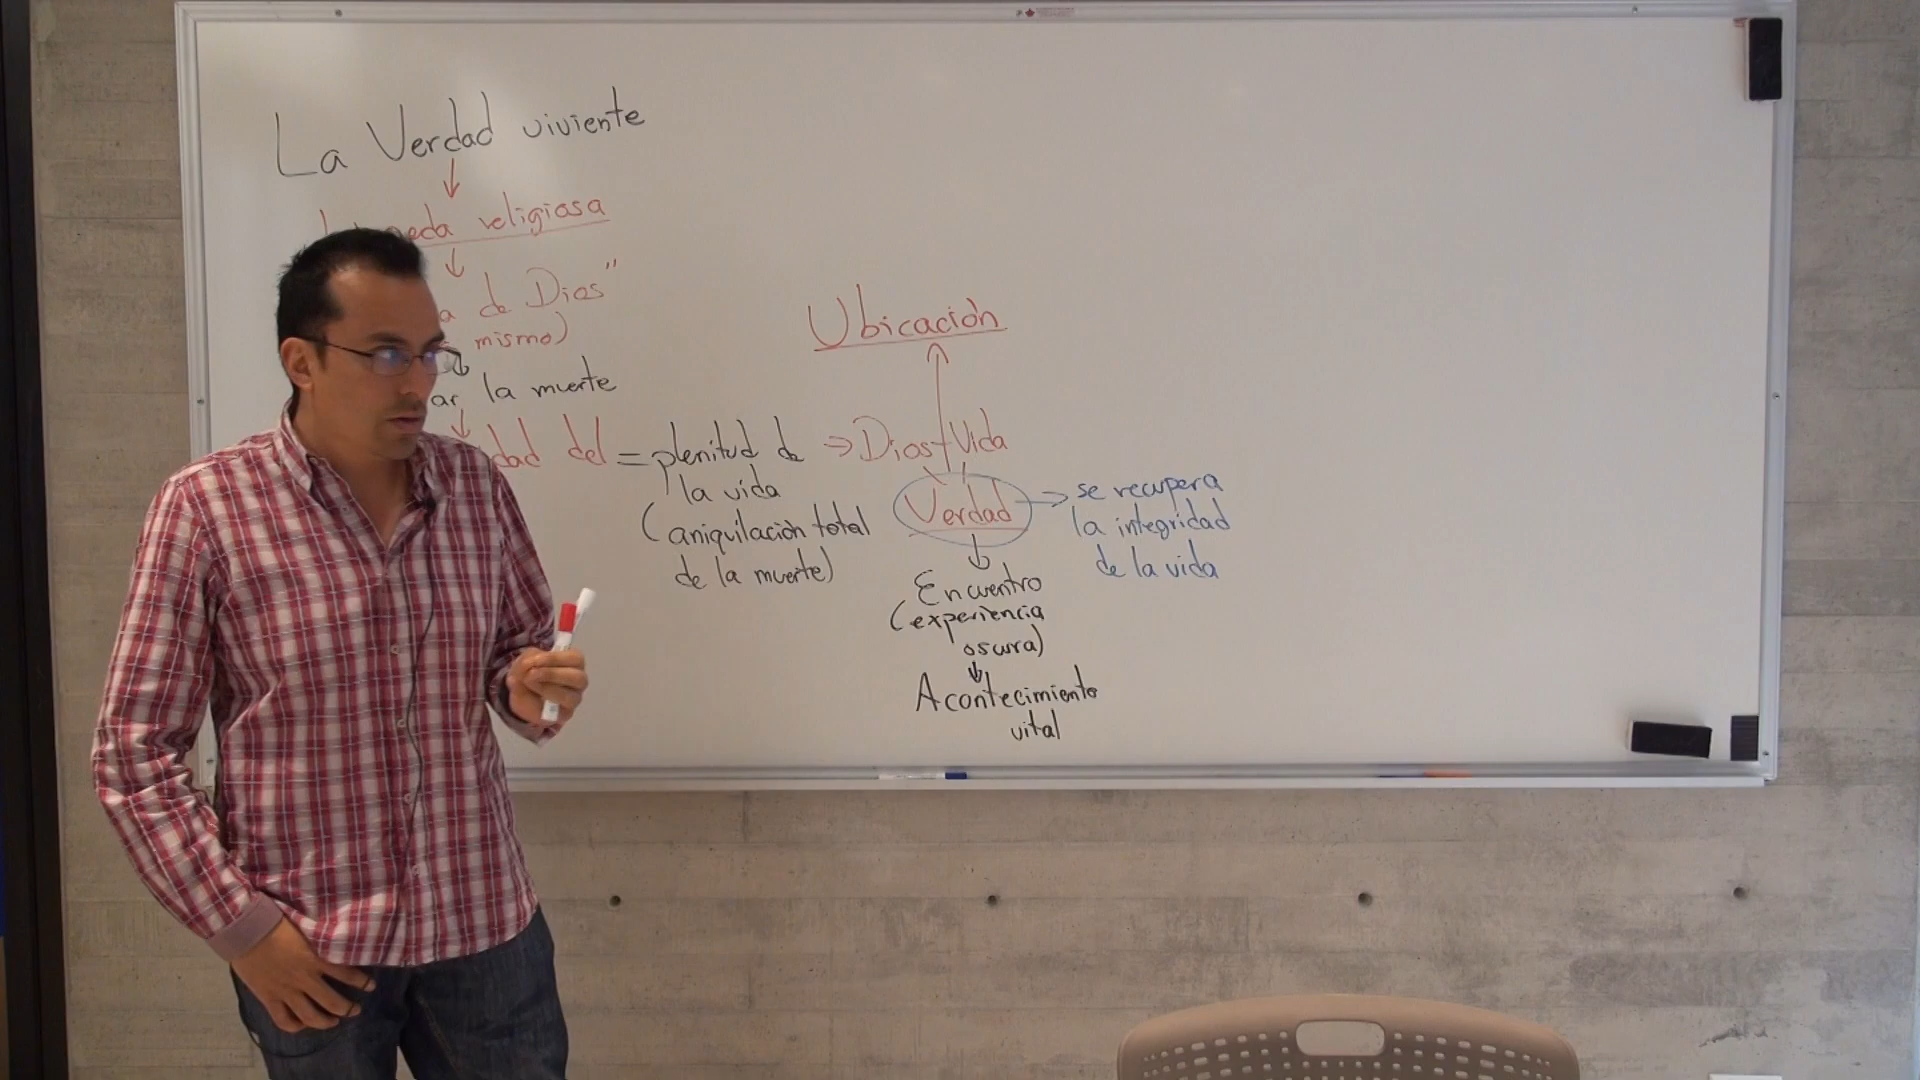 La Verdad viviente
religiosa
de Dios"
mismo)
la muerte
del = plenitud de
la vida
(aniquilación total
de la muerte)
⇒ Dios-Vida
Ubicación
Verdad
→ se recupera
la integridad
de la vida
Encuentro
(experiencia
oscura)
Acontecimiento
vital